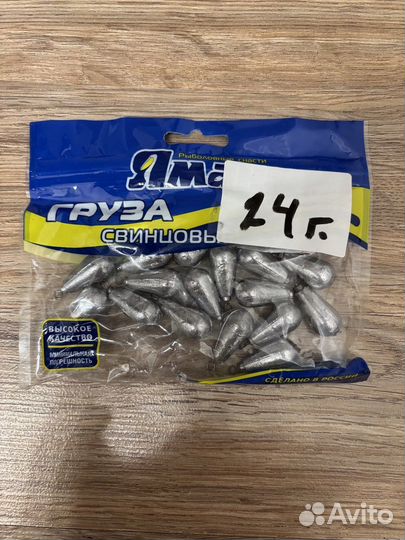 Рыболовные снасти
Яма
ГРУЗА
СВИНЦОВЫ
24 г.
ВЫСОКОЕ
КАЧЕСТВО
МИНИМАЛЬНАЯ
ПОГРЕШНОСТЬ
СДЕЛАНО В РОССИИ
Avito